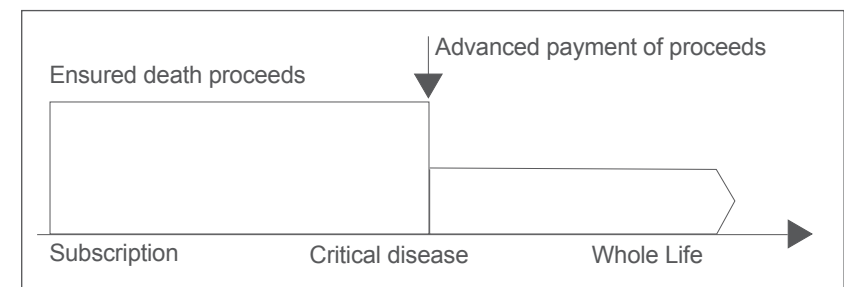 Advanced payment of proceeds
Ensured death proceeds
Subscription
Critical disease
Whole Life